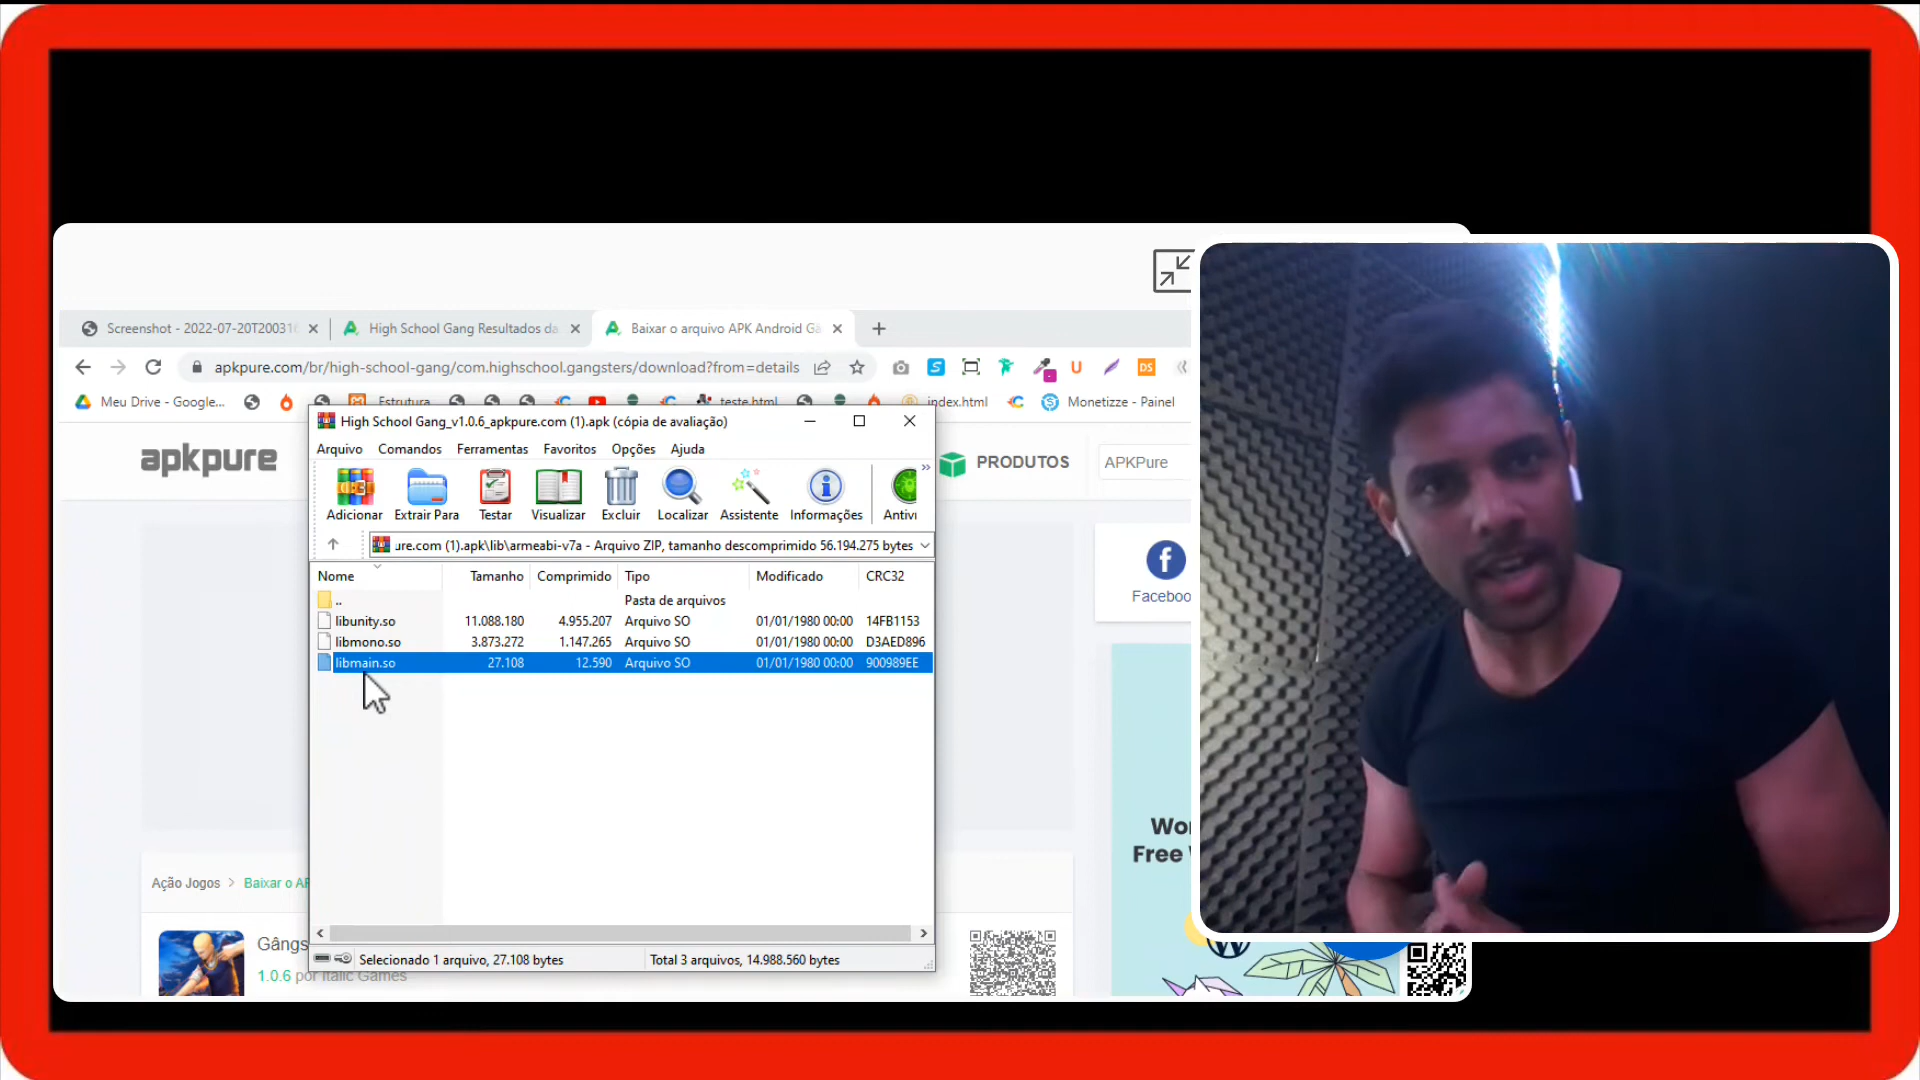 Screenshot - 2022-07-20T20031
High School Gang Resultados da
Baixar o arquivo APK Android Gâ
apkpure.com/br/high-school-gang/com.highschool.gangsters/download?from=details
S
U
DS
Meu Drive - Google...
Estrutura
teste.html
index.html
Monetizze - Painel
High School Gang_v1.0.6_apkpure.com (1).apk (cópia de avaliação)
Arquivo Comandos Ferramentas Favoritos Opções Ajuda
apkpure
PRODUTOS
APKPure
Adicionar Extrair Para Testar Visualizar Excluir Localizar Assistente Informações Antiví
ure.com (1).apk\lib\armeabi-v7a - Arquivo ZIP, tamanho descomprimido 56.194.275 bytes
Nome Tamanho Comprimido Tipo Modificado CRC32
.. Pasta de arquivos
libunity.so 11.088.180 4.955.207 Arquivo SO 01/01/1980 00:00 14FB1153
libmono.so 3.873.272 1.147.265 Arquivo SO 01/01/1980 00:00 D3AED896
libmain.so 27.108 12.590 Arquivo SO 01/01/1980 00:00 900989EE
Faceboo
Wor
Free
Ação Jogos > Baixar o AP
Gângs
1.0.6 por Italic Games
Selecionado 1 arquivo, 27.108 bytes
Total 3 arquivos, 14.988.560 bytes